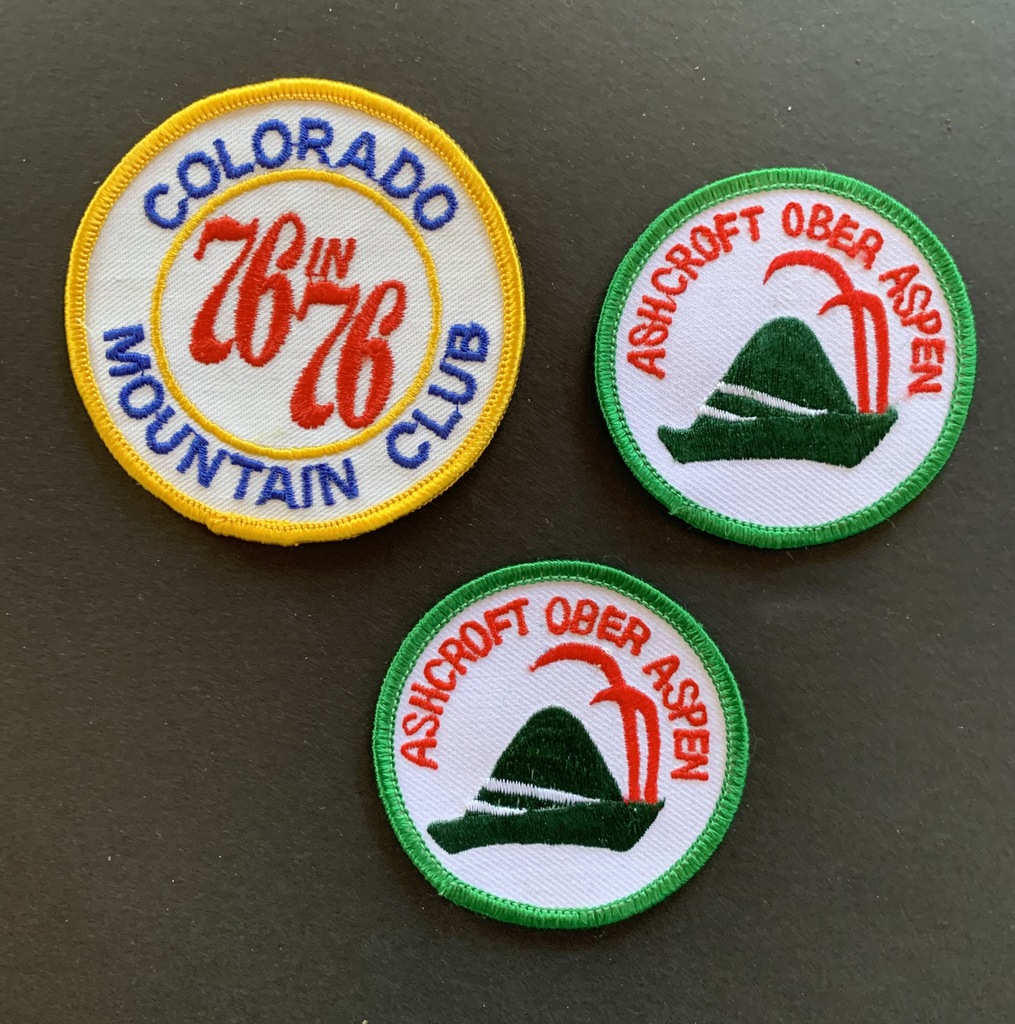 COLORADO
76 IN 76
MOUNTAIN CLUB
ASHCROFT OBER ASPEN
ASHCROFT OBER ASPEN